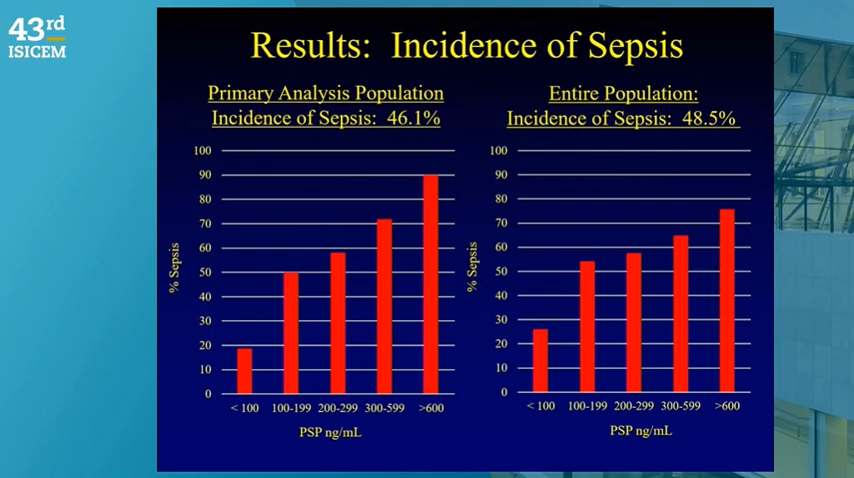 43rd
ISICEM
Results: Incidence of Sepsis
Primary Analysis Population
Incidence of Sepsis: 46.1%
Entire Population:
Incidence of Sepsis: 48.5%
100
90
80
70
60
50
40
30
20
10
0
% Sepsis
< 100 100-199 200-299 300-599 >600
PSP ng/mL
100
90
80
70
60
50
40
30
20
10
0
% Sepsis
< 100 100-199 200-299 300-599 >600
PSP ng/mL